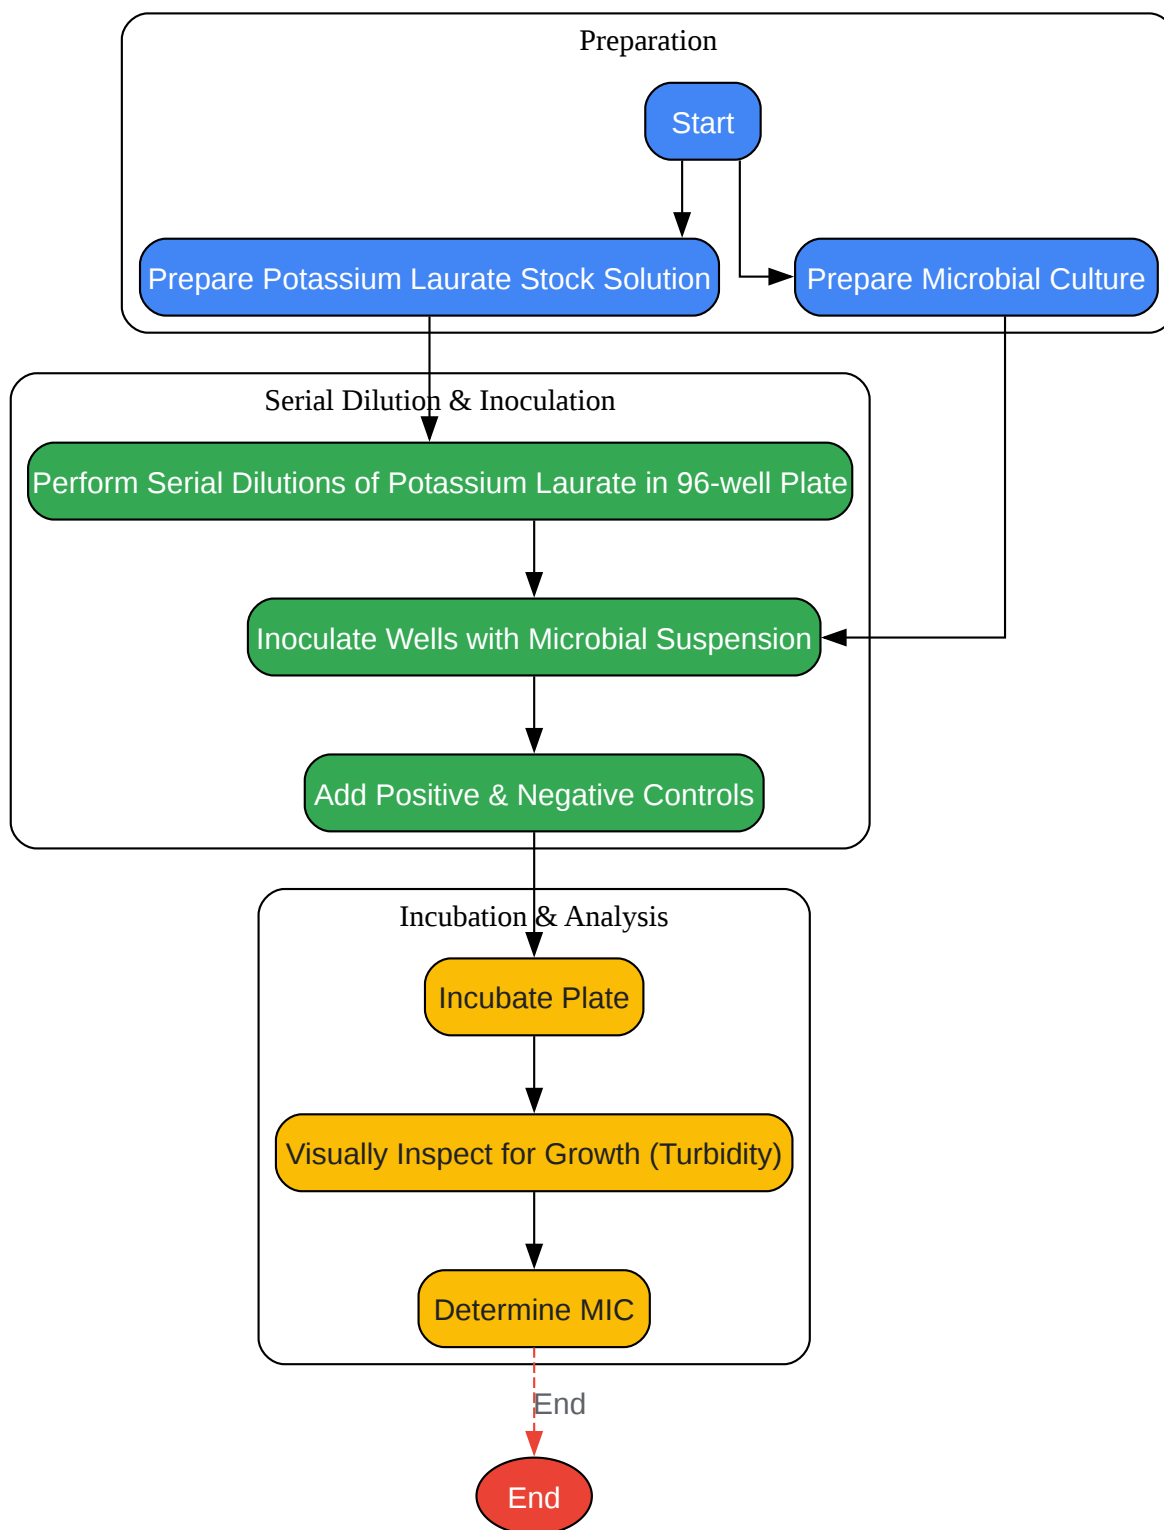 Preparation
Start
Prepare Potassium Laurate Stock Solution
Prepare Microbial Culture
Serial Dilution & Inoculation
Perform Serial Dilutions of Potassium Laurate in 96-well Plate
Inoculate Wells with Microbial Suspension
Add Positive & Negative Controls
Incubation & Analysis
Incubate Plate
Visually Inspect for Growth (Turbidity)
Determine MIC
End
End